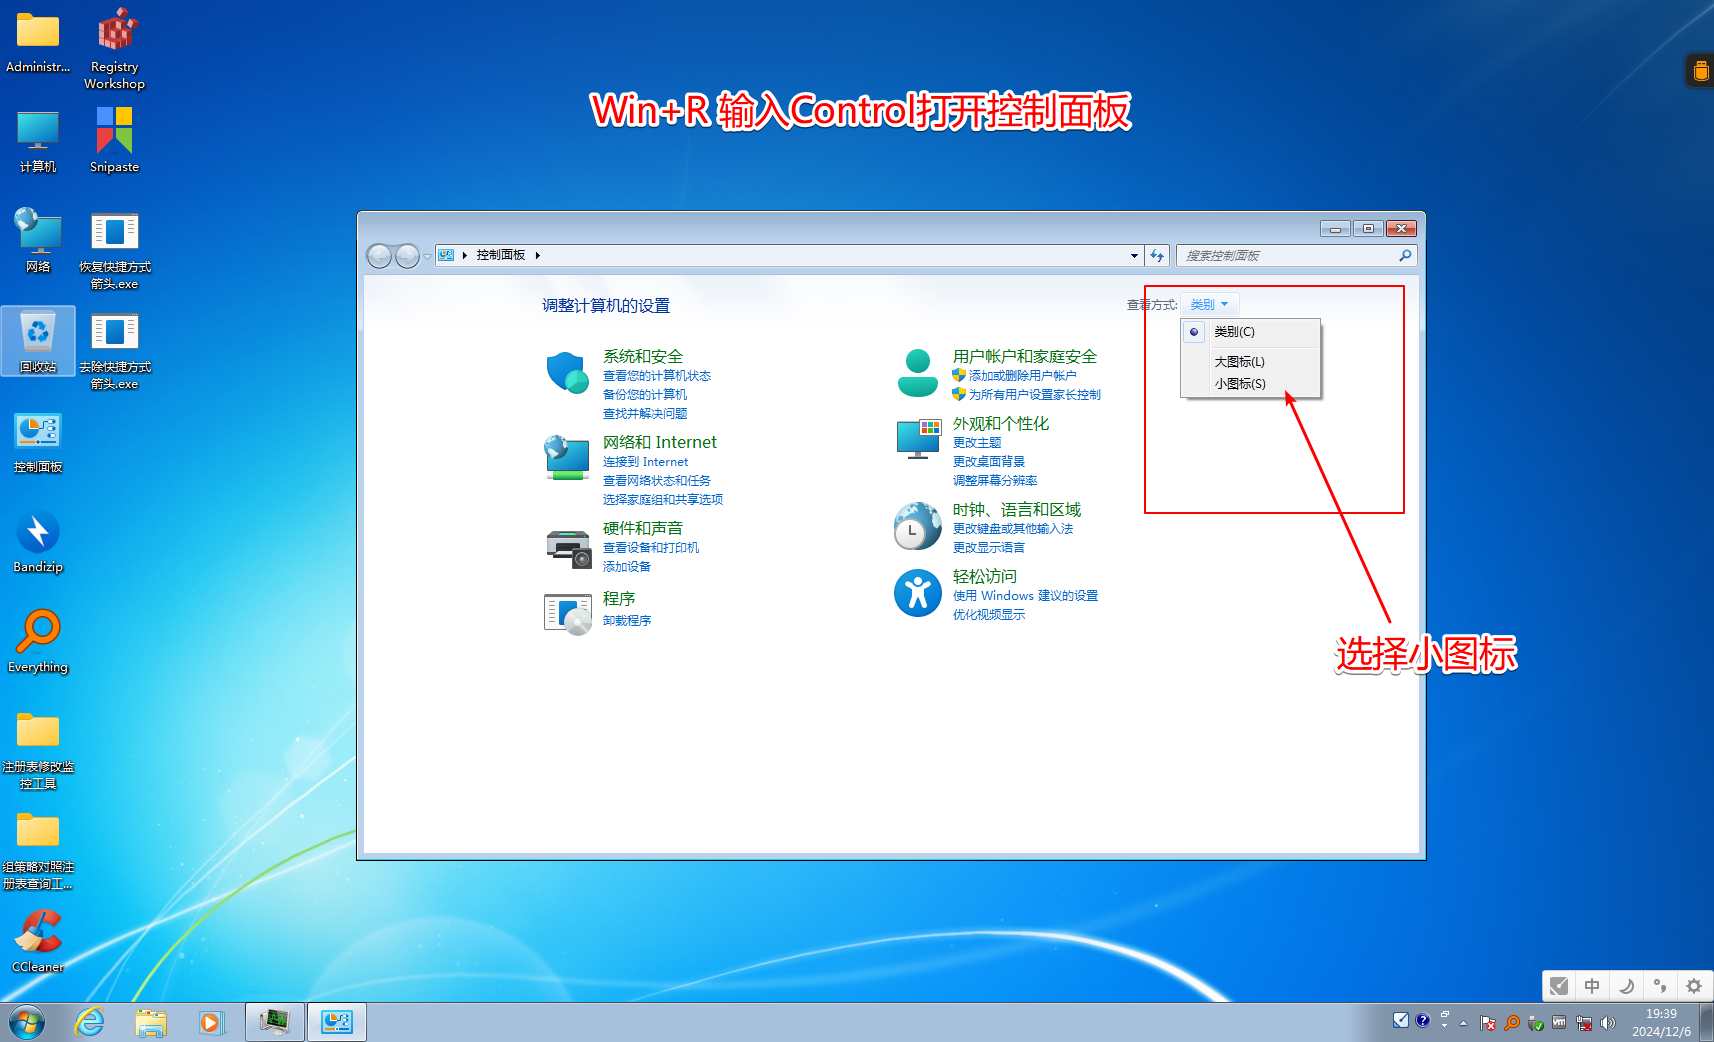 Administr...
Registry
Workshop
计算机
Snipaste
网络
恢复快捷方式
箭头.exe
回收站
去除快捷方式
箭头.exe
控制面板
Bandizip
Everything
注册表修改监
控工具
组策略对照注
册表查询工...
CCleaner
Win+R 输入Control打开控制面板
控制面板
搜索控制面板
调整计算机的设置
查看方式:
类别
类别(C)
大图标(L)
小图标(S)
系统和安全
查看您的计算机状态
备份您的计算机
查找并解决问题
网络和 Internet
连接到 Internet
查看网络状态和任务
选择家庭组和共享选项
硬件和声音
查看设备和打印机
添加设备
程序
卸载程序
用户帐户和家庭安全
添加或删除用户帐户
为所有用户设置家长控制
外观和个性化
更改主题
更改桌面背景
调整屏幕分辨率
时钟、语言和区域
更改键盘或其他输入法
更改显示语言
轻松访问
使用 Windows 建议的设置
优化视频显示
选择小图标
中
19:39
2024/12/6